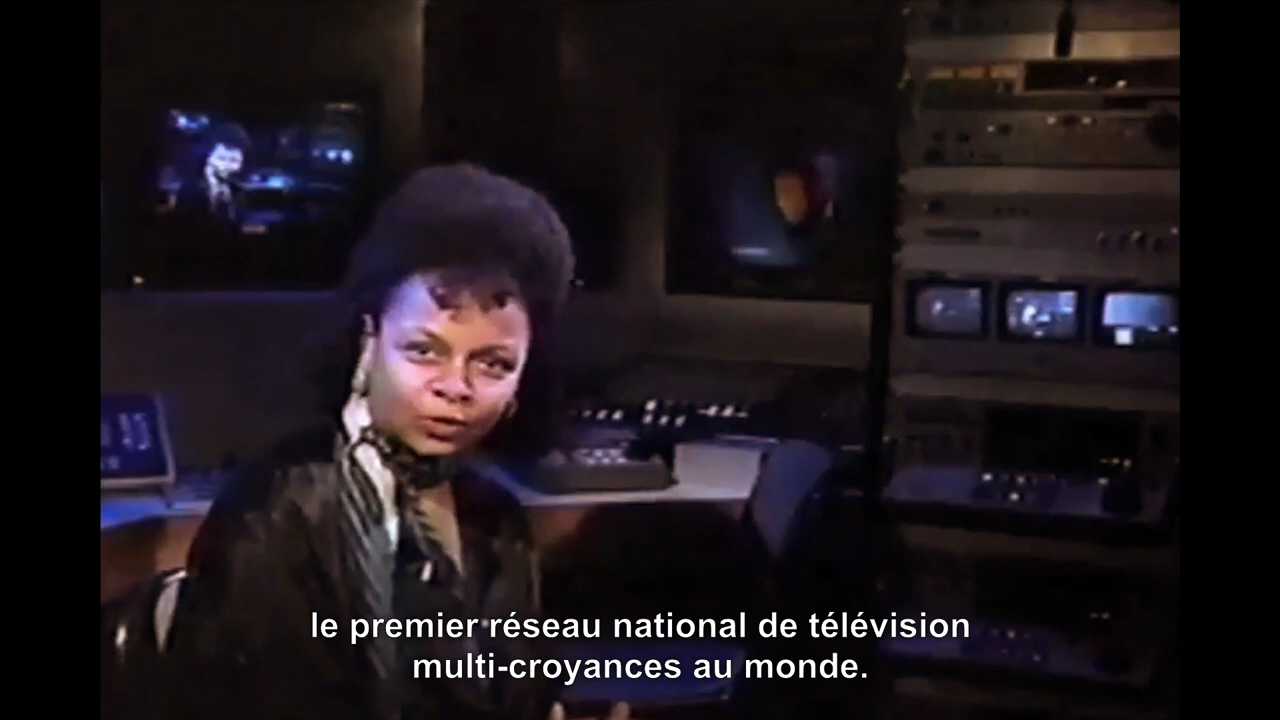 le premier réseau national de télévision
multi-croyances au monde.